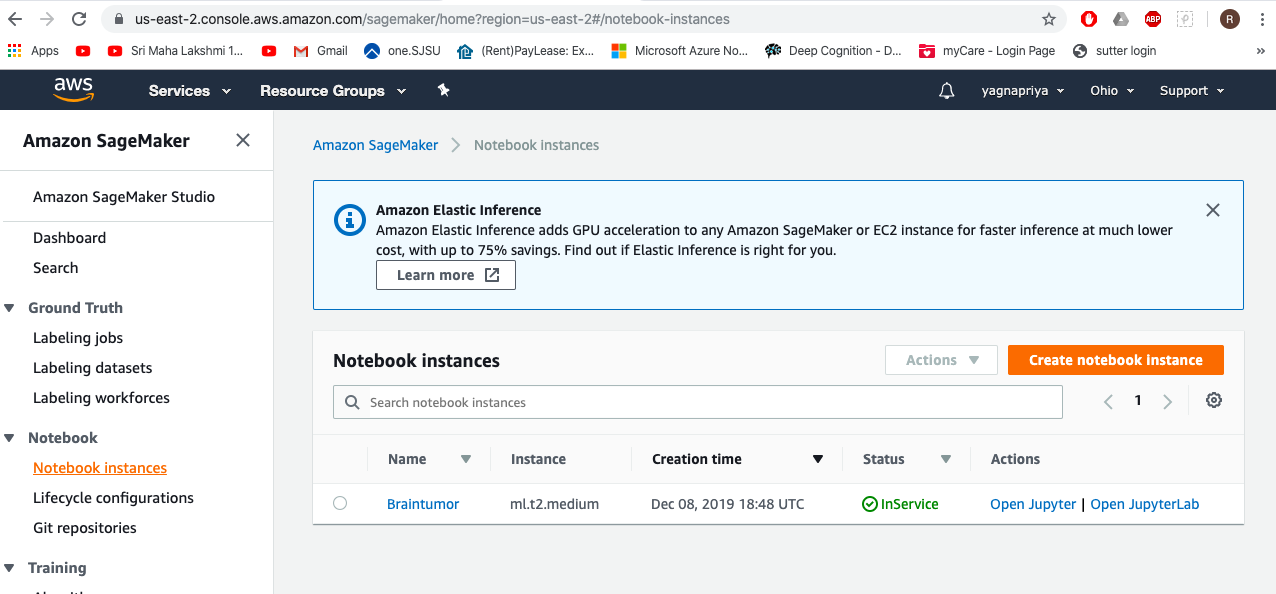 us-east-2.console.aws.amazon.com/sagemaker/home?region=us-east-2#/notebook-instances
ABP
R
Apps
Sri Maha Lakshmi 1...
Gmail
one.SJSU
(Rent)PayLease: Ex...
Microsoft Azure No...
Deep Cognition - D...
myCare - Login Page
sutter login
»
aws
Services
Resource Groups
yagnapriya
Ohio
Support
Amazon SageMaker
Amazon SageMaker Studio
Dashboard
Search
Ground Truth
Labeling jobs
Labeling datasets
Labeling workforces
Notebook
Notebook instances
Lifecycle configurations
Git repositories
Training
Amazon SageMaker > Notebook instances
Amazon Elastic Inference
Amazon Elastic Inference adds GPU acceleration to any Amazon SageMaker or EC2 instance for faster inference at much lower
cost, with up to 75% savings. Find out if Elastic Inference is right for you.
Learn more
Notebook instances
Actions
Create notebook instance
Search notebook instances
1
Name Instance Creation time Status Actions
Braintumor ml.t2.medium Dec 08, 2019 18:48 UTC InService Open Jupyter | Open JupyterLab